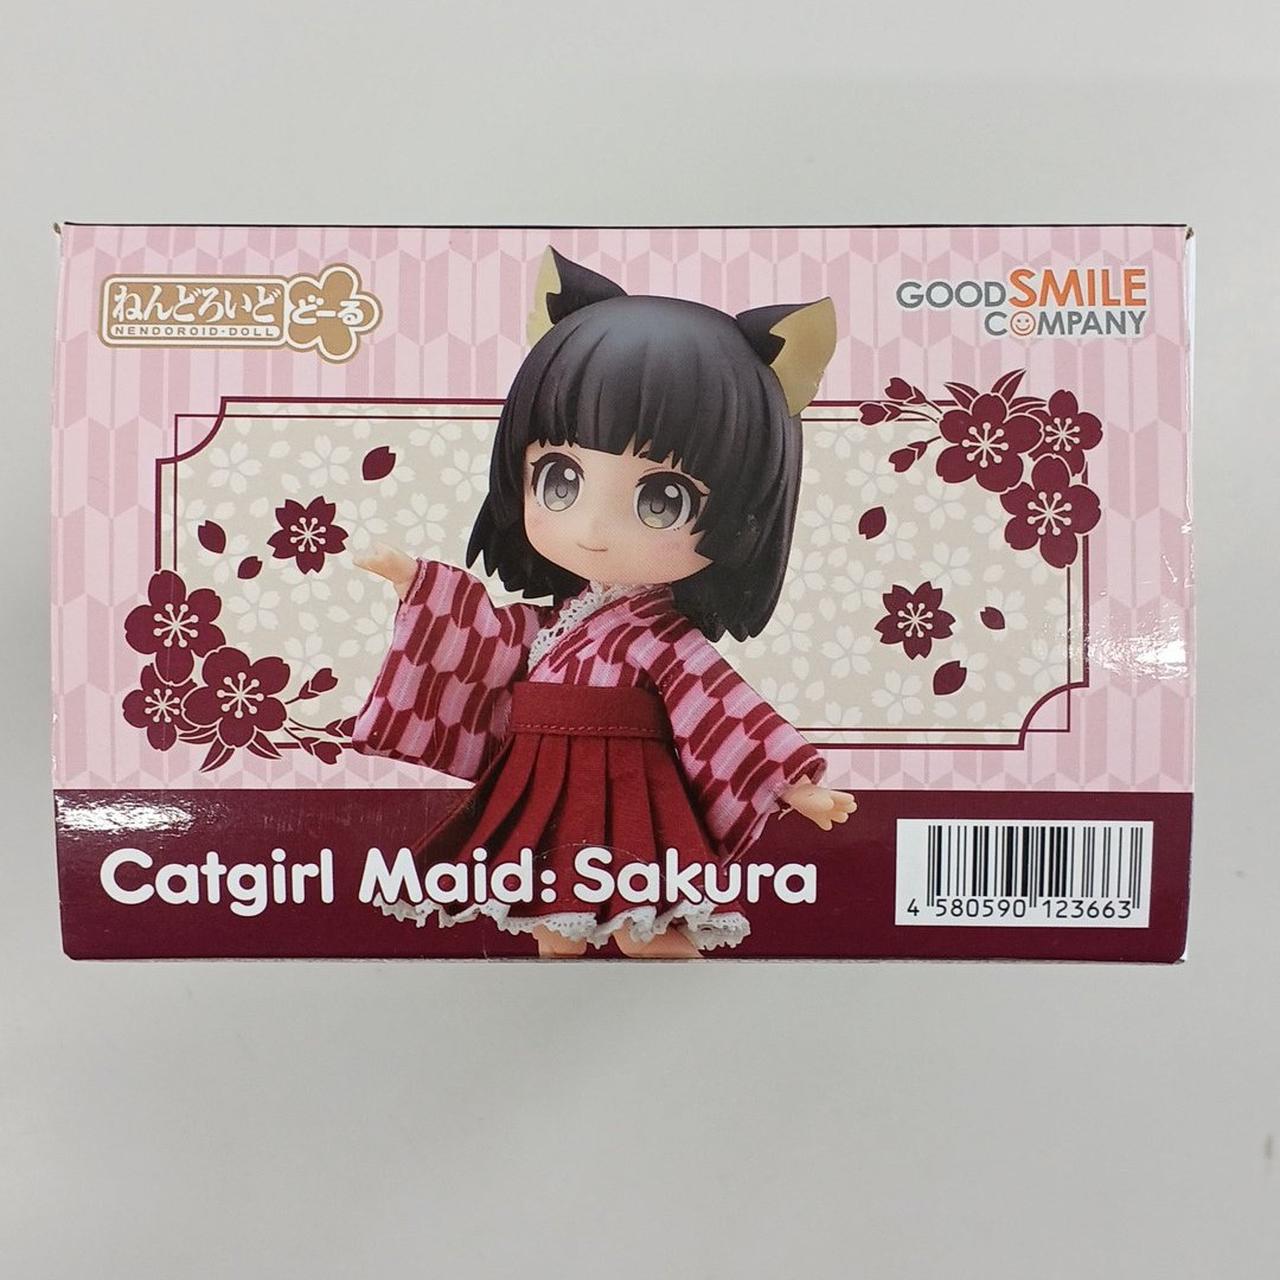 ねんどろいど どーる
NENDOROID-DOLL
GOOD SMILE
COMPANY
Catgirl Maid: Sakura
4 580590 123663